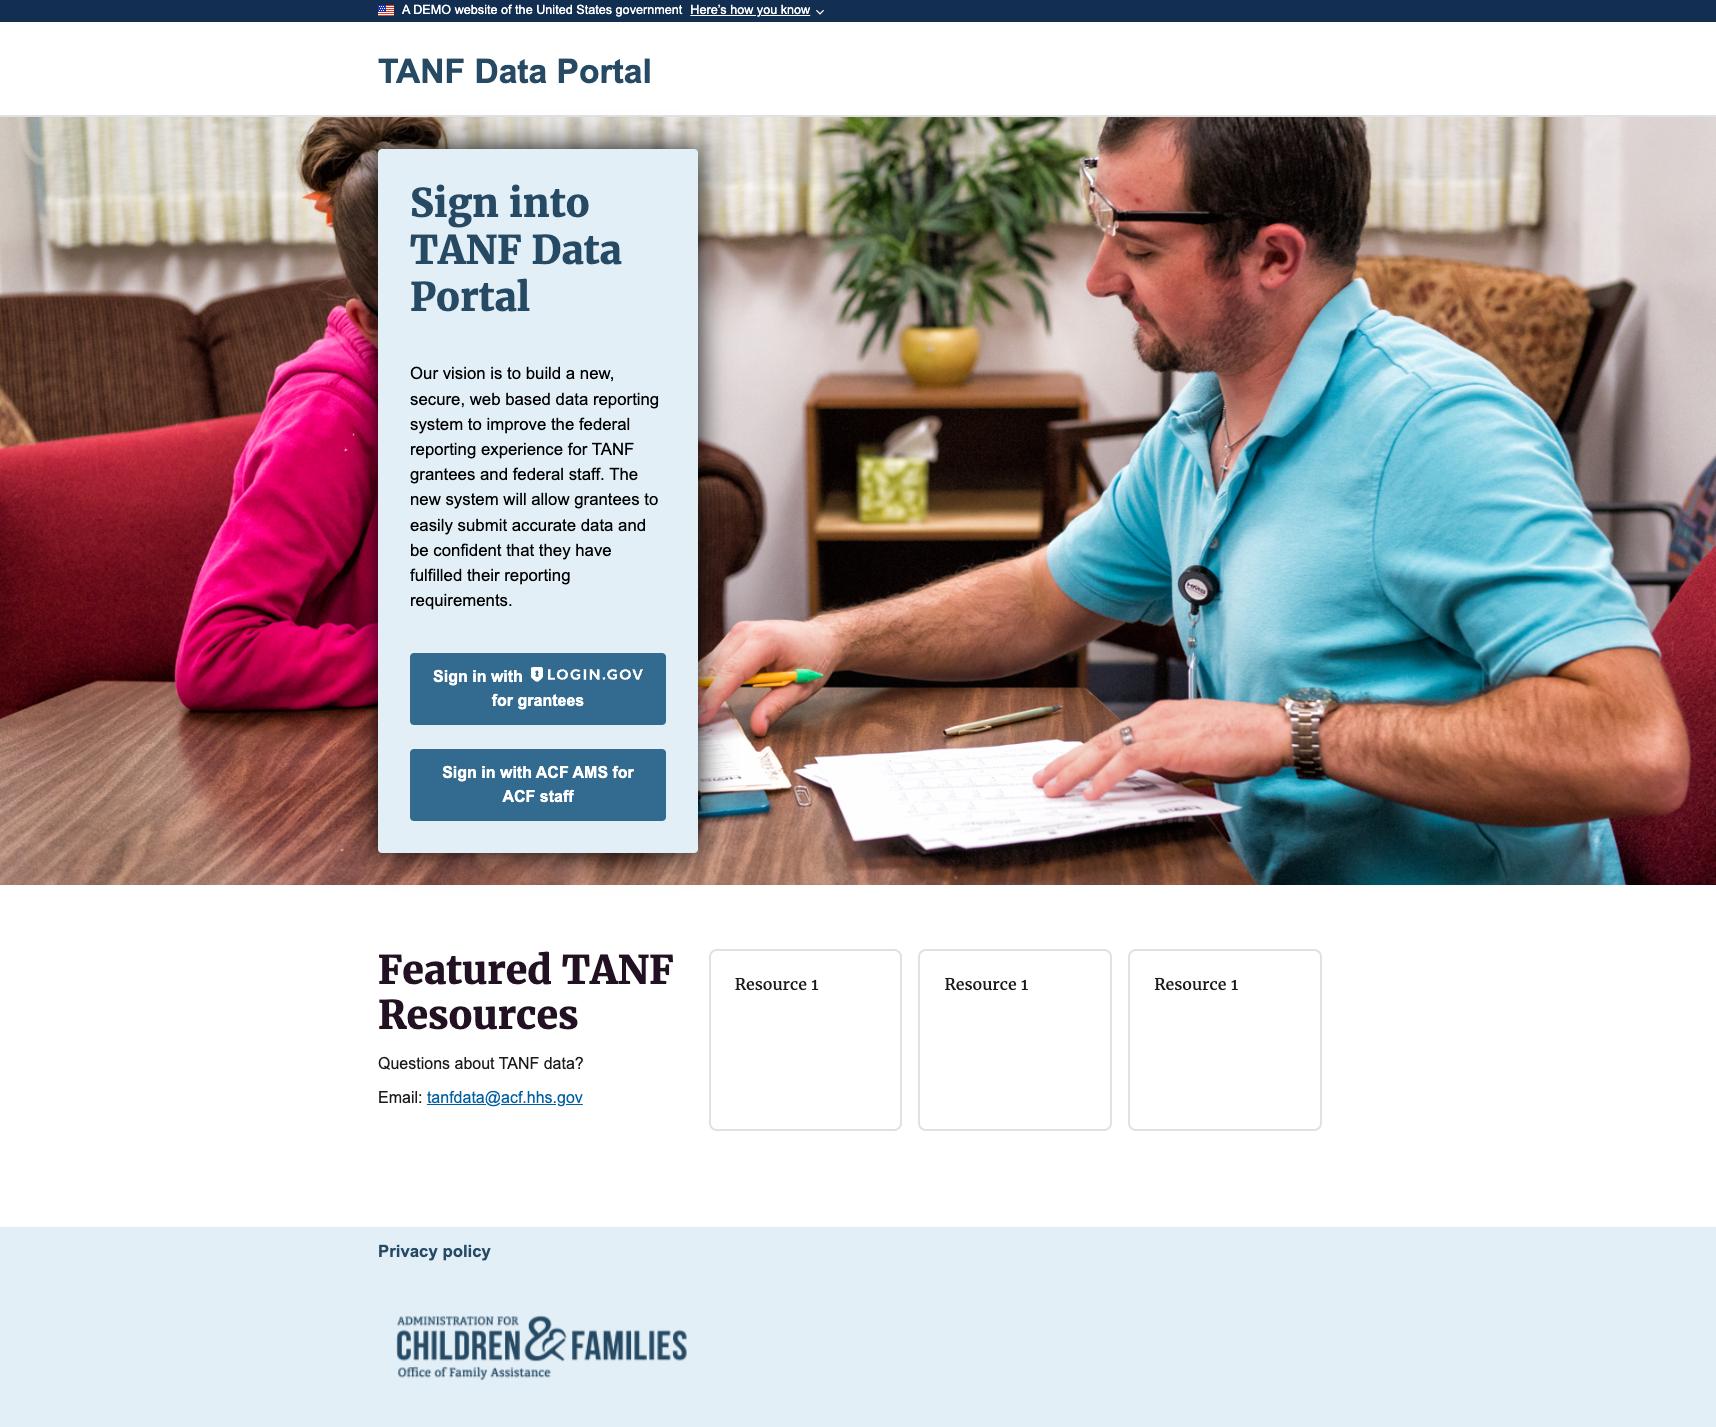 A DEMO website of the United States government Here's how you know
TANF Data Portal
Sign into
TANF Data
Portal
Our vision is to build a new,
secure, web based data reporting
system to improve the federal
reporting experience for TANF
grantees and federal staff. The
new system will allow grantees to
easily submit accurate data and
be confident that they have
fulfilled their reporting
requirements.
Sign in with LOGIN.GOV
for grantees
Sign in with ACF AMS for
ACF staff
Featured TANF
Resources
Questions about TANF data?
Email: tanfdata@acf.hhs.gov
Resource 1
Resource 1
Resource 1
Privacy policy
ADMINISTRATION FOR
CHILDREN & FAMILIES
Office of Family Assistance